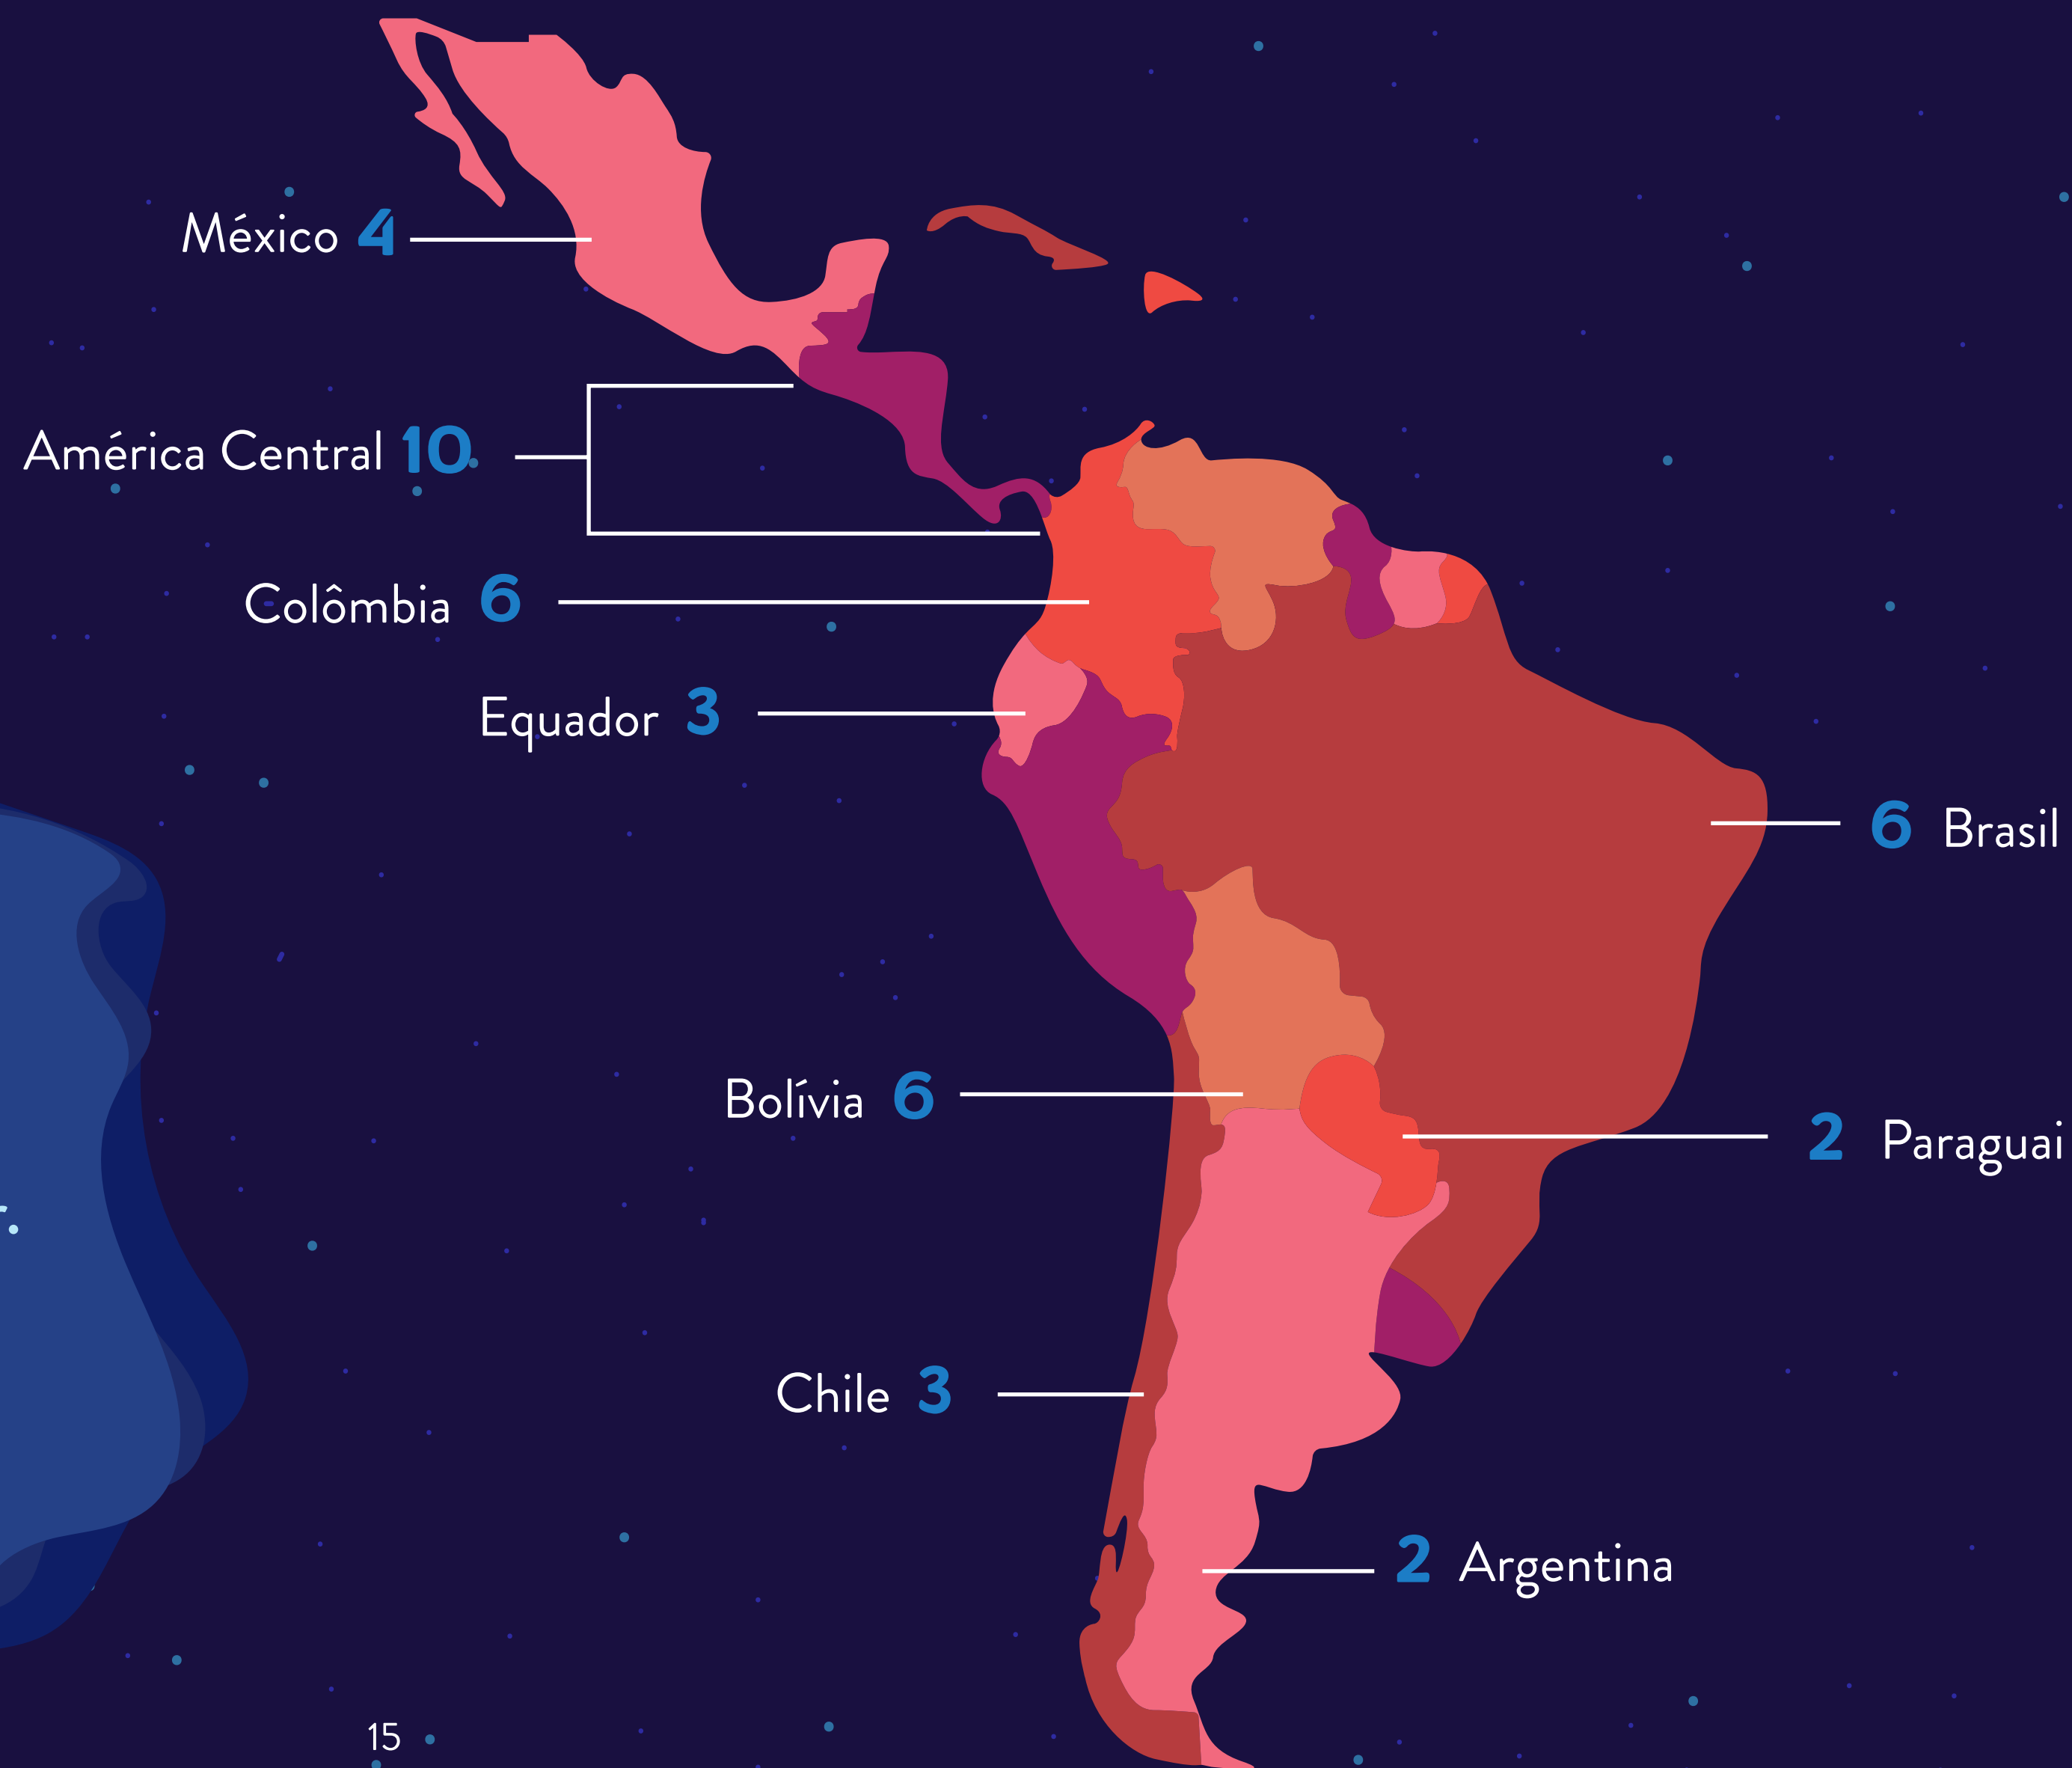 México 4
América Central 10
Colômbia 6
Equador 3
6 Brasil
Bolívia 6
2 Paraguai
Chile 3
2 Argentina
15